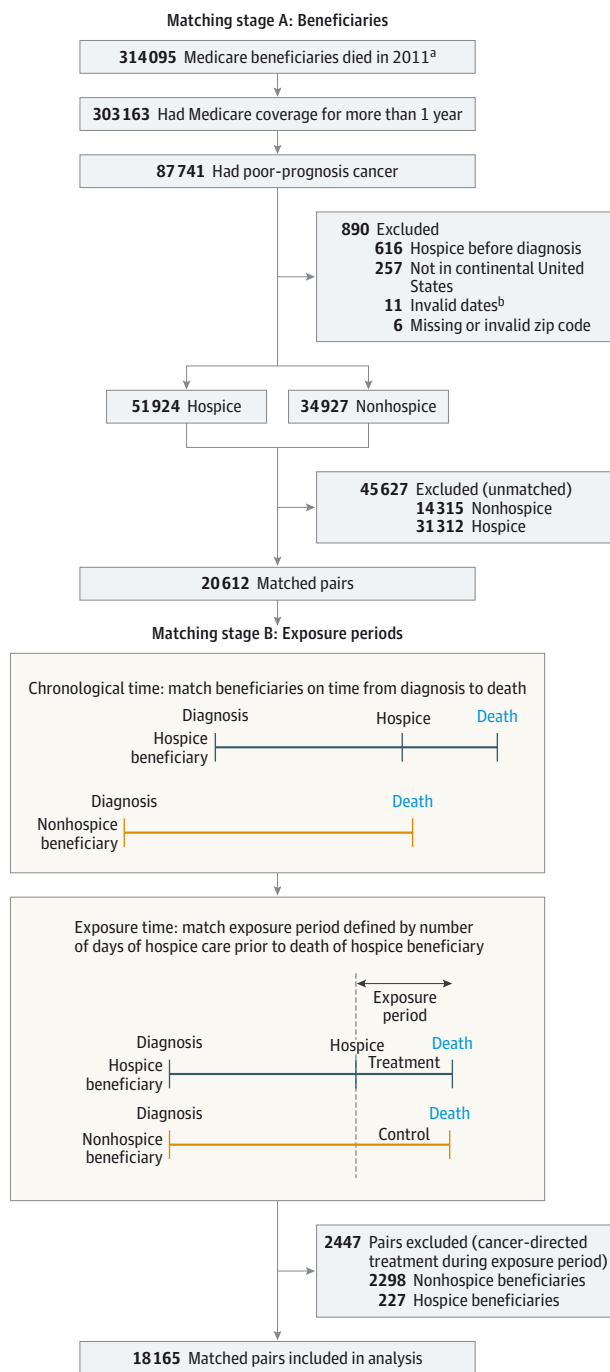 Matching stage A: Beneficiaries
314095 Medicare beneficiaries died in 2011a
303163 Had Medicare coverage for more than 1 year
87741 Had poor-prognosis cancer
890 Excluded
616 Hospice before diagnosis
257 Not in continental United
States
11 Invalid datesb
6 Missing or invalid zip code
51924 Hospice
34927 Nonhospice
45627 Excluded (unmatched)
14315 Nonhospice
31312 Hospice
20612 Matched pairs
Matching stage B: Exposure periods
Chronological time: match beneficiaries on time from diagnosis to death
Diagnosis Hospice Death
Hospice
beneficiary
Diagnosis Death
Nonhospice
beneficiary
Exposure time: match exposure period defined by number
of days of hospice care prior to death of hospice beneficiary
Exposure
period
Diagnosis Hospice Death
Hospice Treatment
beneficiary
Diagnosis Death
Nonhospice Control
beneficiary
2447 Pairs excluded (cancer-directed
treatment during exposure period)
2298 Nonhospice beneficiaries
227 Hospice beneficiaries
18165 Matched pairs included in analysis